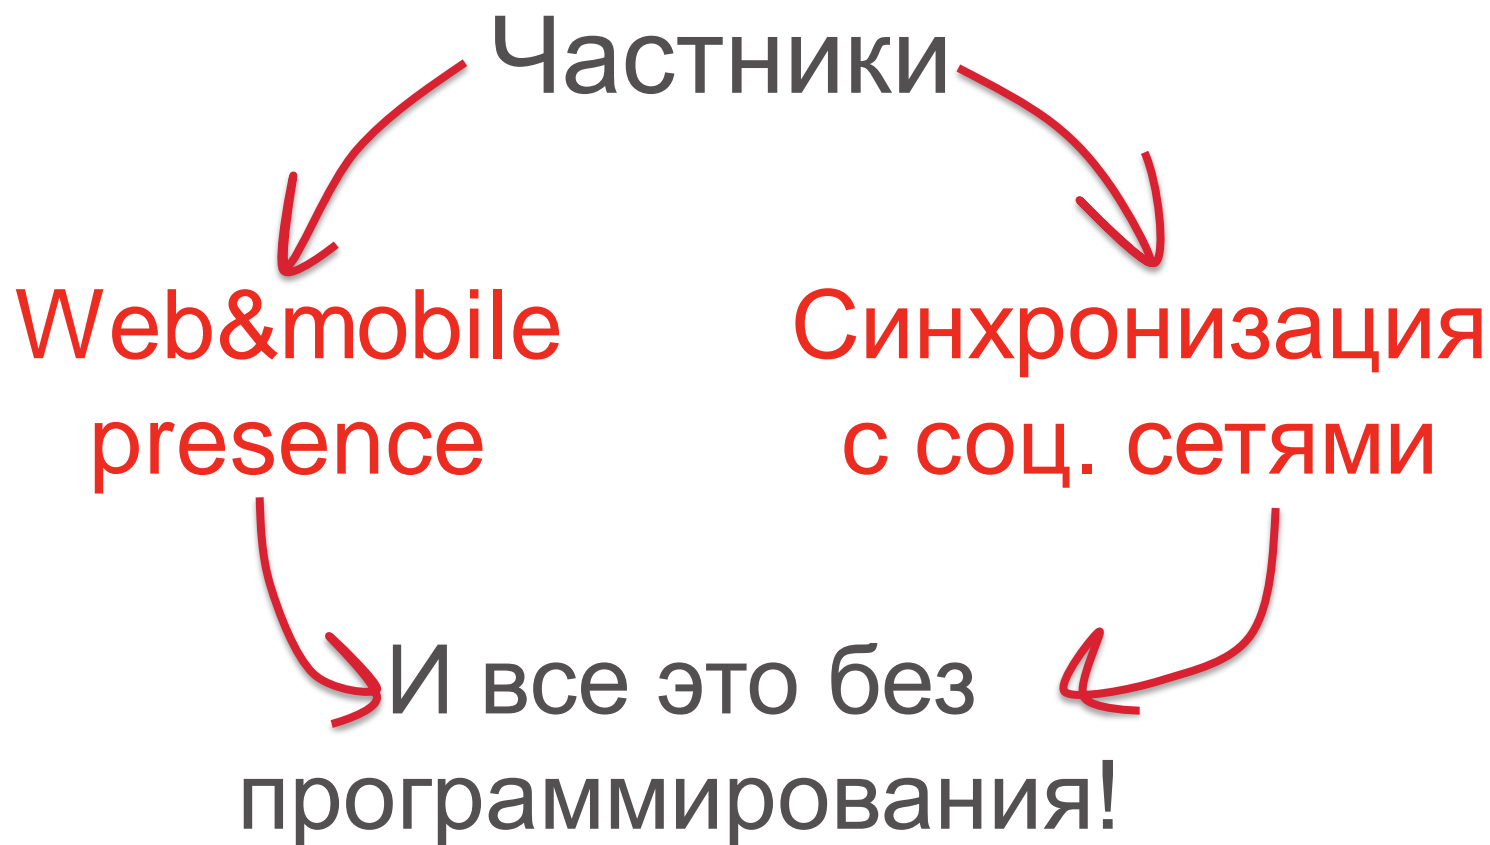 Частники
Web&mobile
presence
Синхронизация
с соц. сетями
И все это без
программирования!